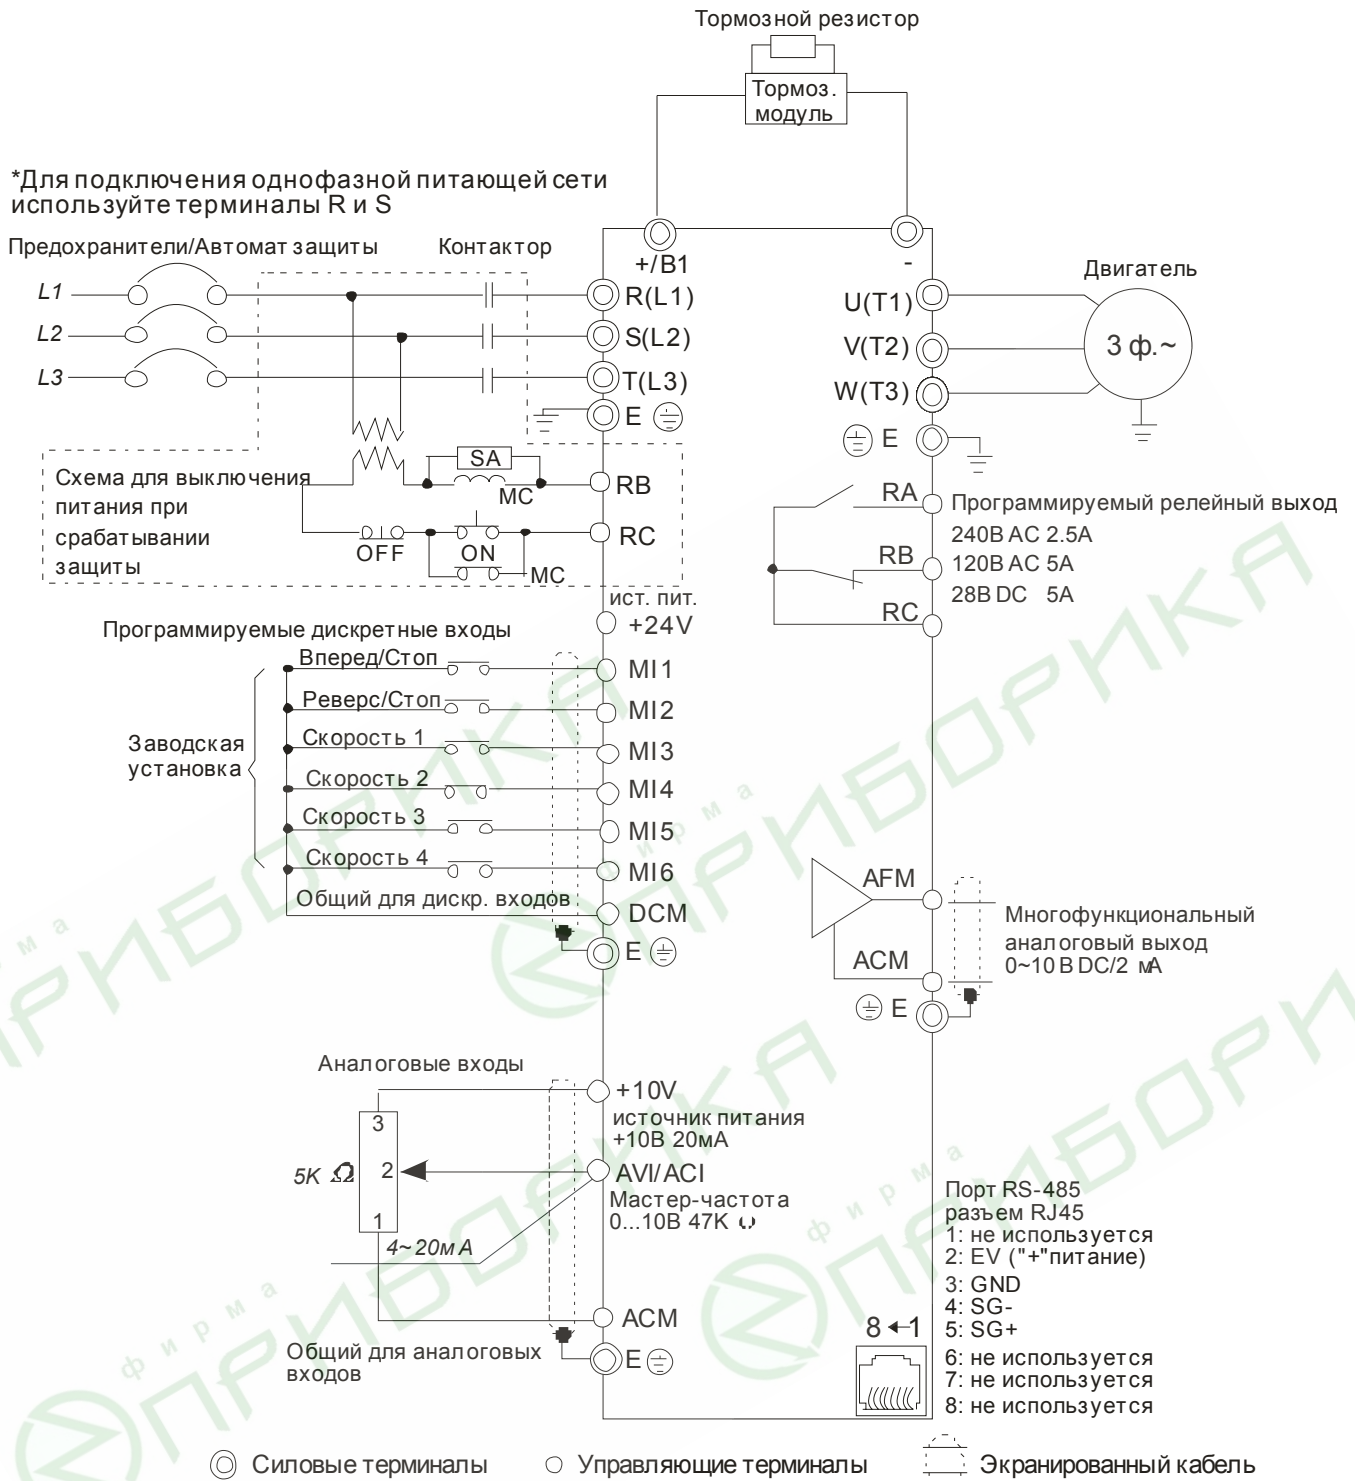 Тормозной резистор
Тормоз.
модуль
*Для подключения однофазной питающей сети
используйте терминалы R и S
Предохранители/Автомат защиты
Контактор
+/B1
-
Двигатель
L1
R(L1)
U(T1)
L2
S(L2)
V(T2)
3 ф.~
L3
T(L3)
W(T3)
E
E
Схема для выключения
питания при
срабатывании
защиты
SA
MC
RB
OFF
ON
MC
RC
RA
RB
RC
Программируемый релейный выход
240В AC 2.5A
120В AC 5A
28В DC 5A
ист. пит.
+24V
Программируемые дискретные входы
Заводская
установка
Вперед/Стоп
MI1
Реверс/Стоп
MI2
Скорость 1
MI3
Скорость 2
MI4
Скорость 3
MI5
Скорость 4
MI6
Общий для дискр. входов
DCM
E
AFM
ACM
E
Многофункциональный
аналоговый выход
0~10 В DC/2 мА
Аналоговые входы
+10V
источник питания
+10В 20мА
3
2
1
5K Ω
AVI/ACI
Мастер-частота
0...10В 47K Ω
4~20мА
ACM
Общий для аналоговых
входов
E
Порт RS-485
разъем RJ45
1: не используется
2: EV ("+"питание)
3: GND
4: SG-
5: SG+
6: не используется
7: не используется
8: не используется
8 ←1
Силовые терминалы
Управляющие терминалы
Экранированный кабель
фирма
ПРИБОРИКА
фирма
ПРИБОРИКА
фирма
ПРИБОРИКА
фирма
ПРИБОРИКА